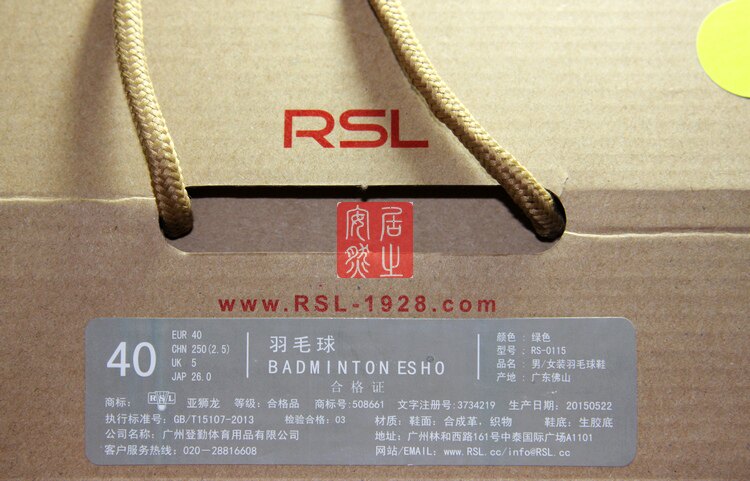 RSL
安居
然之
www.RSL-1928.com
40
EUR 40
CHN 250(2.5)
UK 5
JAP 26.0
羽毛球
BADMINTON ESHO
合格证
颜色 : 绿色
型号: RS-0115
品名: 男/女装羽毛球鞋
产地 : 广东佛山
商标: RSL 亚狮龙 等级: 合格品 商标号:508661 文字注册号:3734219 生产日期:20150522
执行标准号:GB/T15107-2013 检验合格:03 材质:鞋面:合成革,织物 鞋底:生胶底
公司名称:广州登勤体育用品有限公司 地址:广州林和西路161号中泰国际广场A1101
客户服务热线:020-28816608 网站/EMAIL:www.RSL.cc/info@RSL.cc